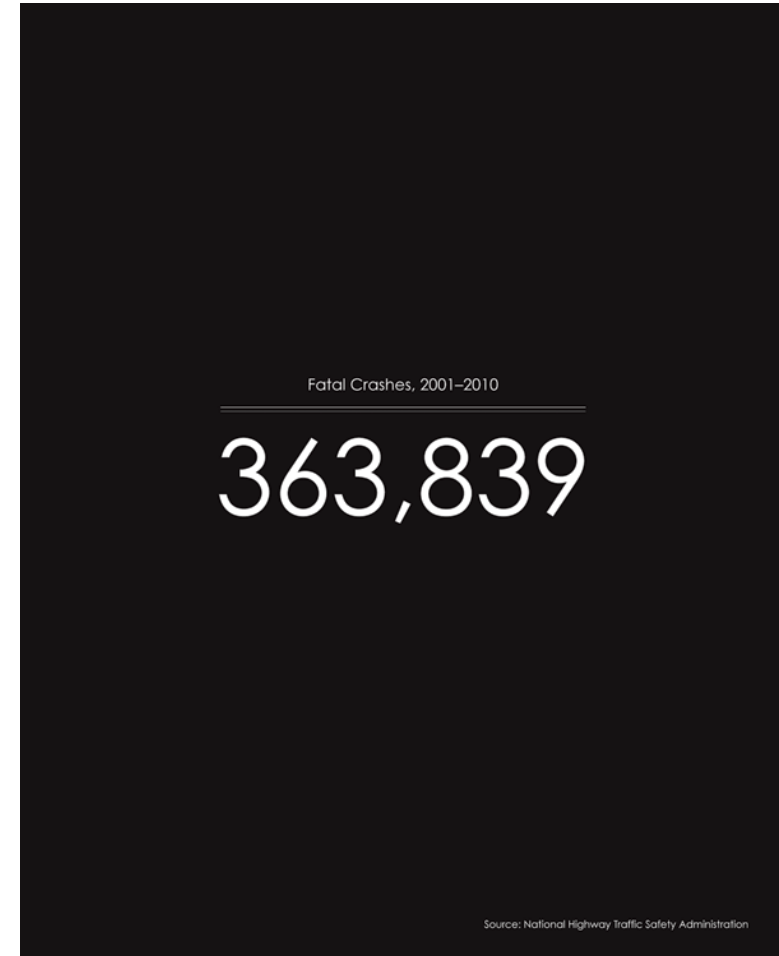 Fatal Crashes, 2001–2010
363,839
Source: National Highway Traffic Safety Administration